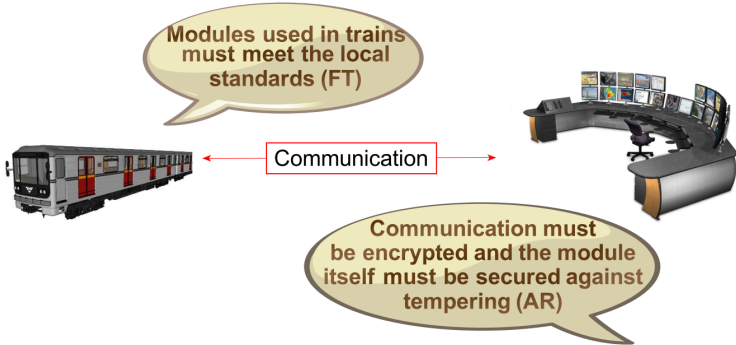 Modules used in trains
must meet the local
standards (FT)
Communication
Communication must
be encrypted and the module
itself must be secured against
tempering (AR)